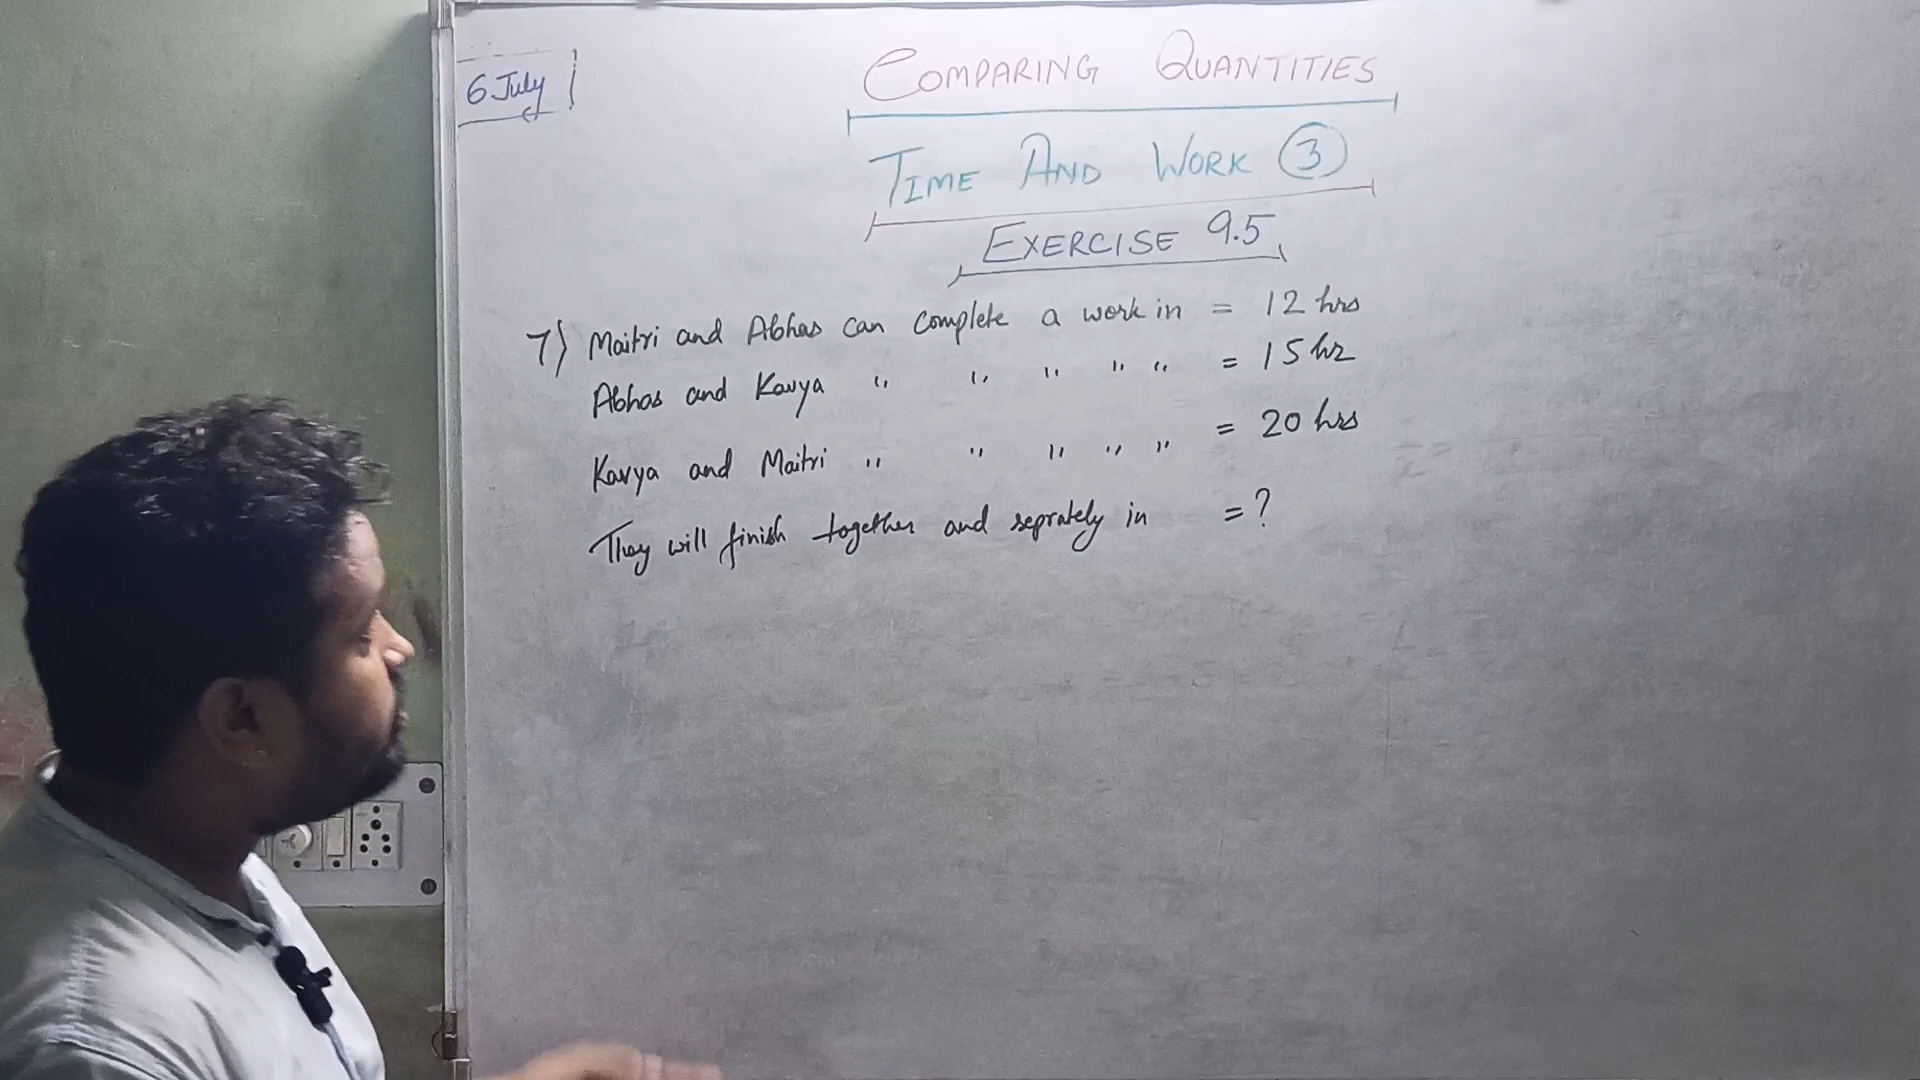 6 July
COMPARING QUANTITIES
TIME AND WORK 3
EXERCISE 9.5
7) Maitri and Abhas can complete a work in = 12 hrs
Abhas and Kavya " " " " " = 15 hr
Kavya and Maitri " " " " " = 20 hrs
They will finish together and seprately in = ?